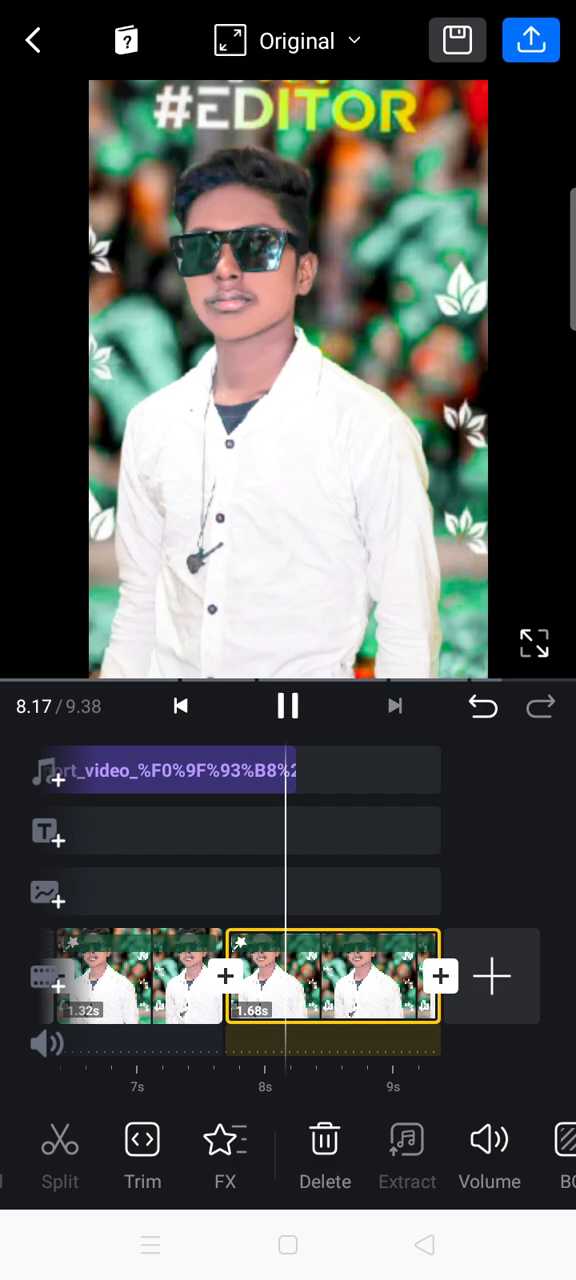 Original
#EDITOR
8.17 / 9.38
ort_video_%F0%9F%93%B8%2
1.32s
1.68s
7s
8s
9s
Split
Trim
FX
Delete
Extract
Volume